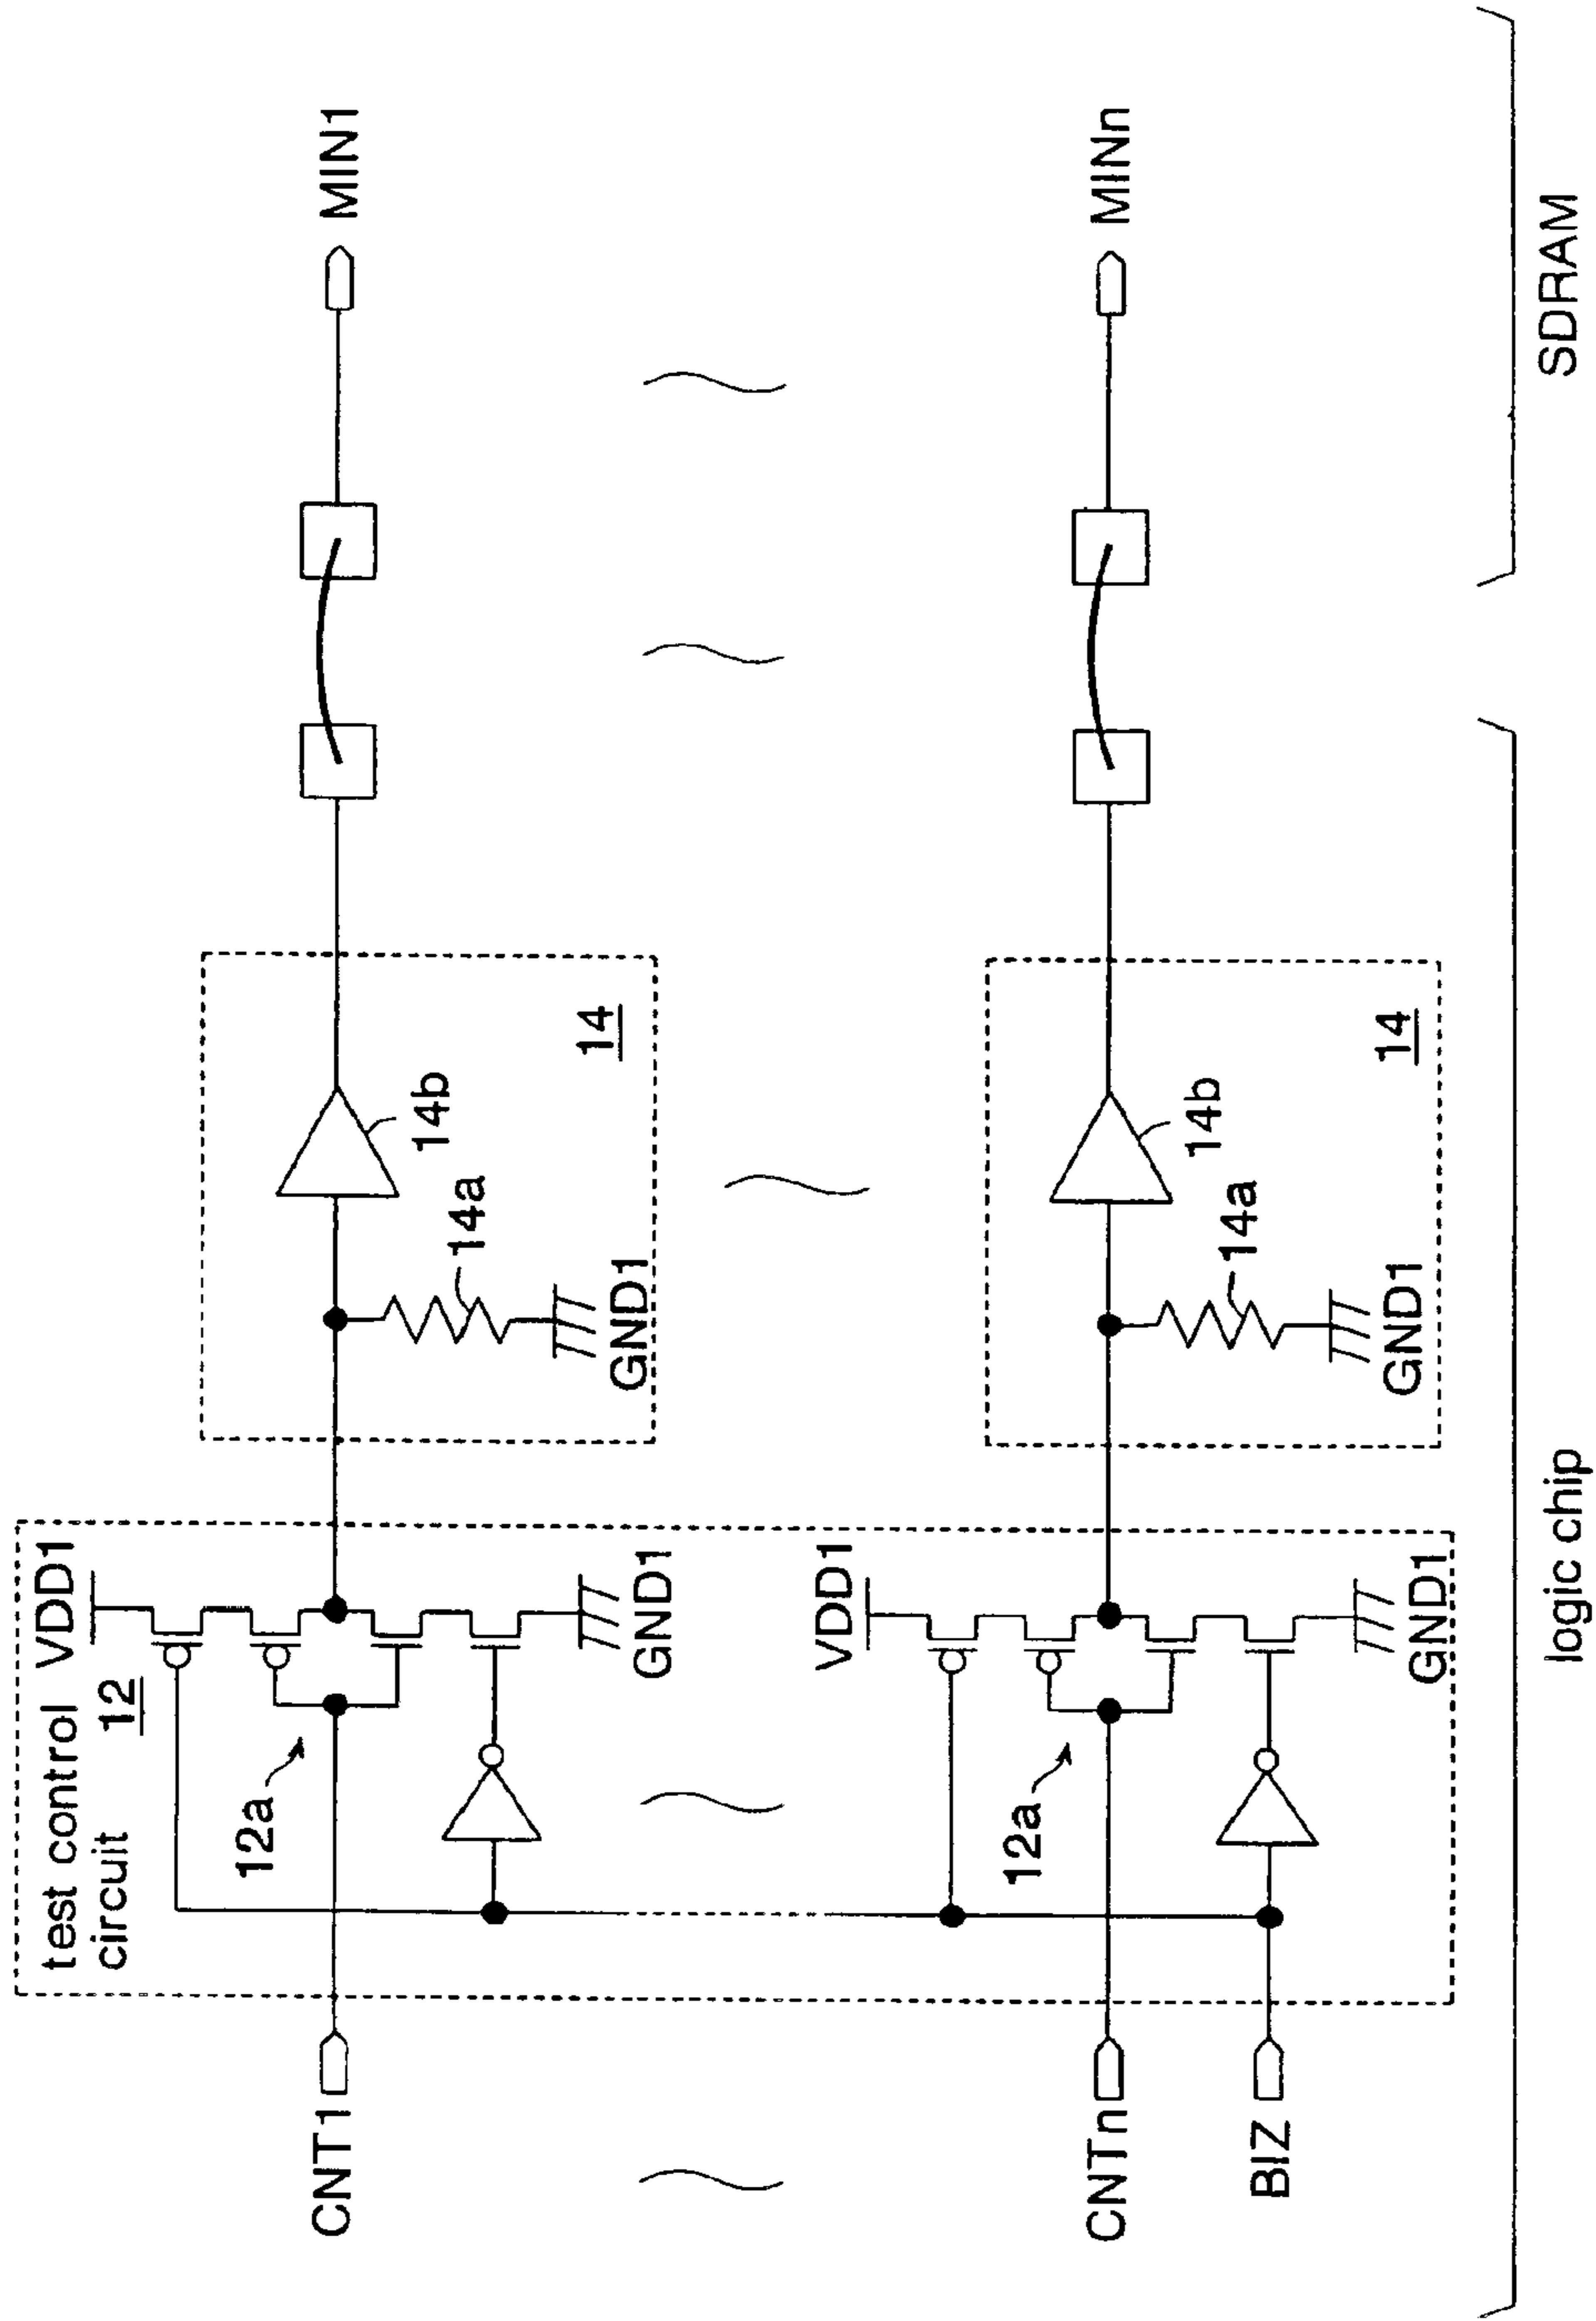 test control
circuit 12
VDD1
12a
CNT1
GND1
14a
GND1
14b
14
MIN1
VDD1
12a
CNTn
BIZ
GND1
14a
GND1
14b
14
MINn
logic chip
SDRAM